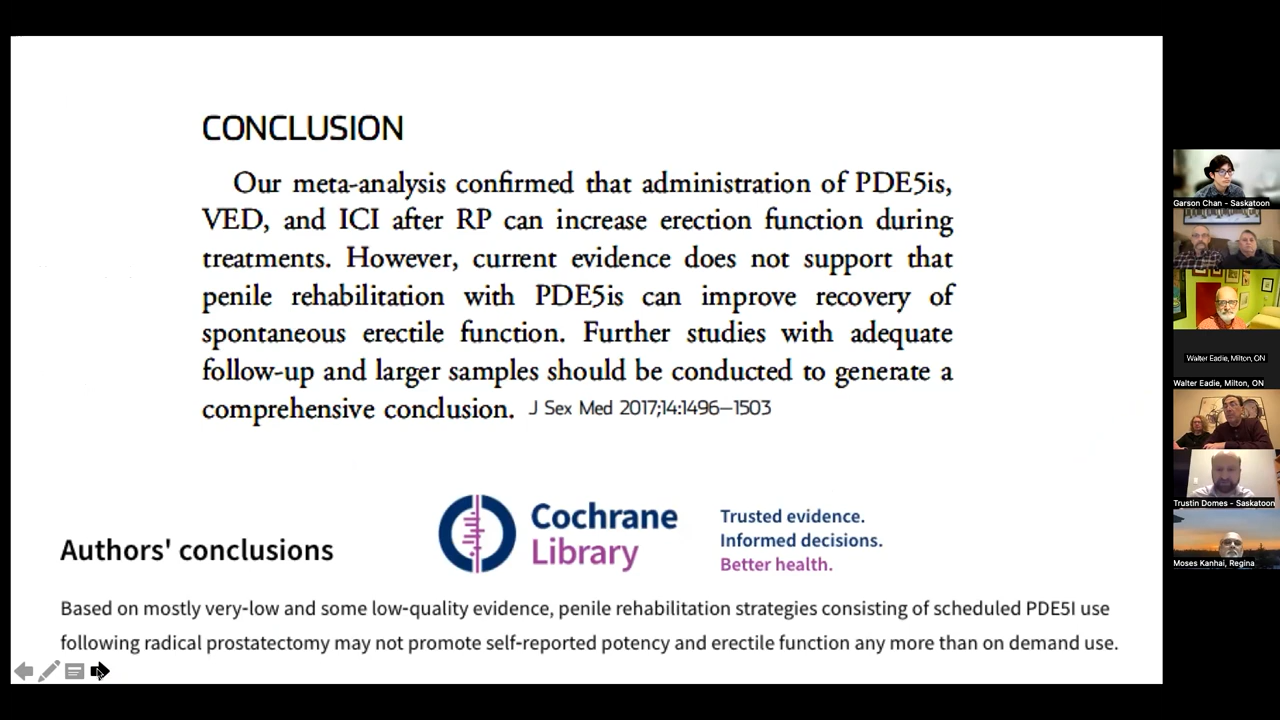 CONCLUSION
Our meta-analysis confirmed that administration of PDE5is,
VED, and ICI after RP can increase erection function during
treatments. However, current evidence does not support that
penile rehabilitation with PDE5is can improve recovery of
spontaneous erectile function. Further studies with adequate
follow-up and larger samples should be conducted to generate a
comprehensive conclusion. J Sex Med 2017;14:1496–1503
Authors' conclusions
Cochrane
Library
Trusted evidence.
Informed decisions.
Better health.
Based on mostly very-low and some low-quality evidence, penile rehabilitation strategies consisting of scheduled PDE5I use
following radical prostatectomy may not promote self-reported potency and erectile function any more than on demand use.
Garson Chan - Saskatoon
Walter Eadie, Milton, ON
Walter Eadie, Milton, ON
Trustin Domes - Saskatoon
Moses Kanhai, Regina